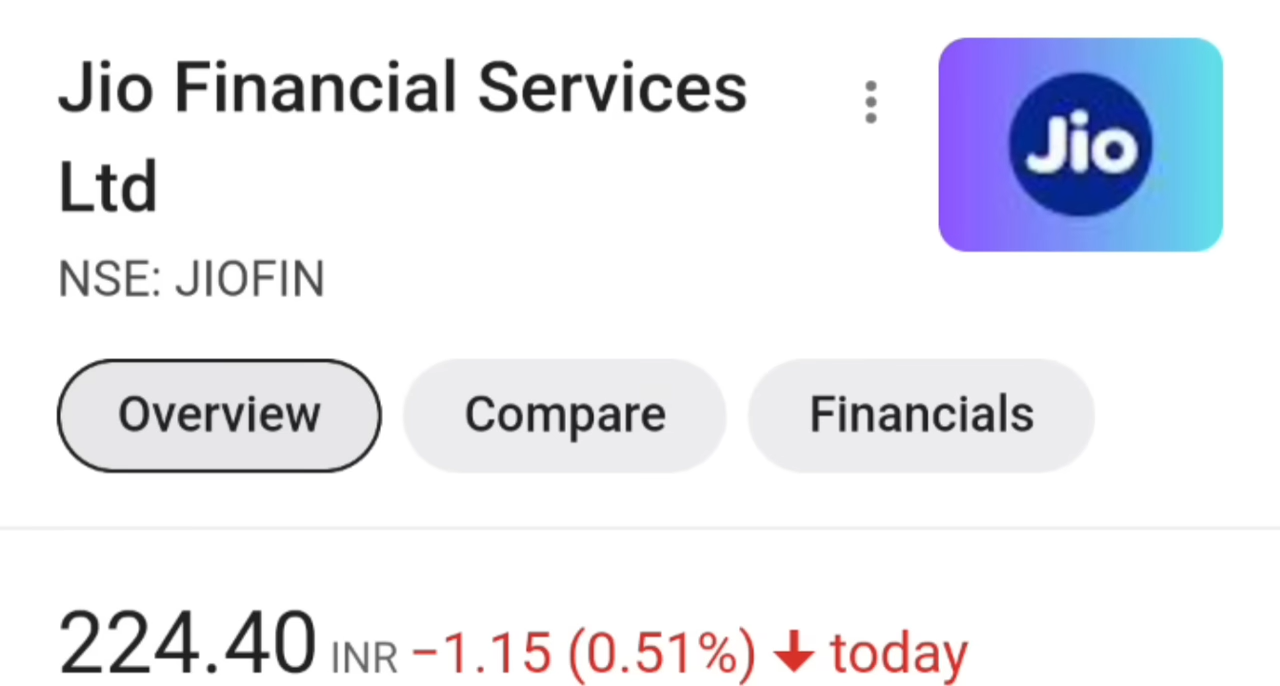 Jio Financial Services
Ltd
Jio
NSE: JIOFIN
Overview Compare Financials
224.40 INR −1.15 (0.51%) ↓ today